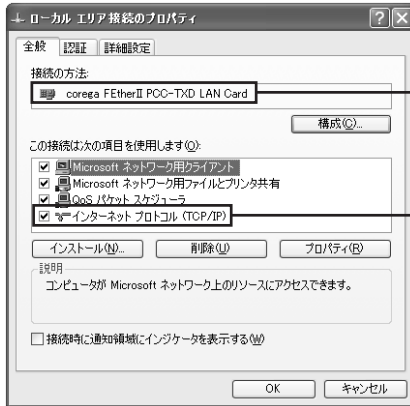 ローカル エリア接続のプロパティ
全般 認証 詳細設定
接続の方法:
corega FEtherII PCC-TXD LAN Card
構成(C)...
この接続は次の項目を使用します(O):
Microsoft ネットワーク用クライアント
Microsoft ネットワーク用ファイルとプリンタ共有
QoS パケット スケジューラ
インターネット プロトコル (TCP/IP)
インストール(N)... 削除(U) プロパティ(R)
説明
コンピュータが Microsoft ネットワーク上のリソースにアクセスできます。
接続時に通知領域にインジケータを表示する(W)
OK キャンセル